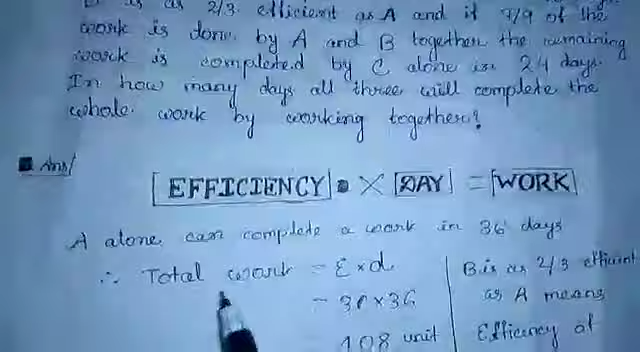 is as 2/3 efficient as A and if 7/9 of the
work is done by A and B together the remaining
work is completed by C alone in 24 days.
In how many days all three will complete the
whole work by working together?
Ans/
EFFICIENCY × DAY = WORK
A alone can complete a work in 36 days
∴ Total work = E×d
= 3 × 36
108 unit
B is as 2/3 efficient
as A means
Efficency of